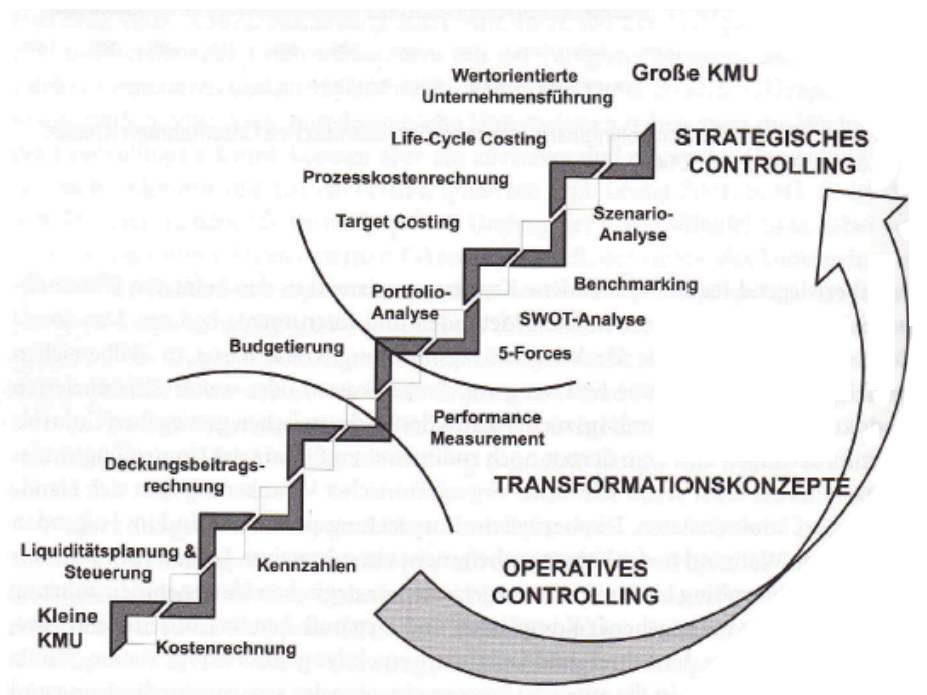 Wertorientierte
Unternehmensführung
Große KMU
Life-Cycle Costing
STRATEGISCHES
CONTROLLING
Prozesskostenrechnung
Target Costing
Szenario-
Analyse
Portfolio-
Analyse
Benchmarking
SWOT-Analyse
Budgetierung
5-Forces
Performance
Measurement
Deckungsbeitrags-
rechnung
TRANSFORMATIONSKONZEPTE
Liquiditätsplanung &
Steuerung
Kennzahlen
OPERATIVES
CONTROLLING
Kleine
KMU
Kostenrechnung